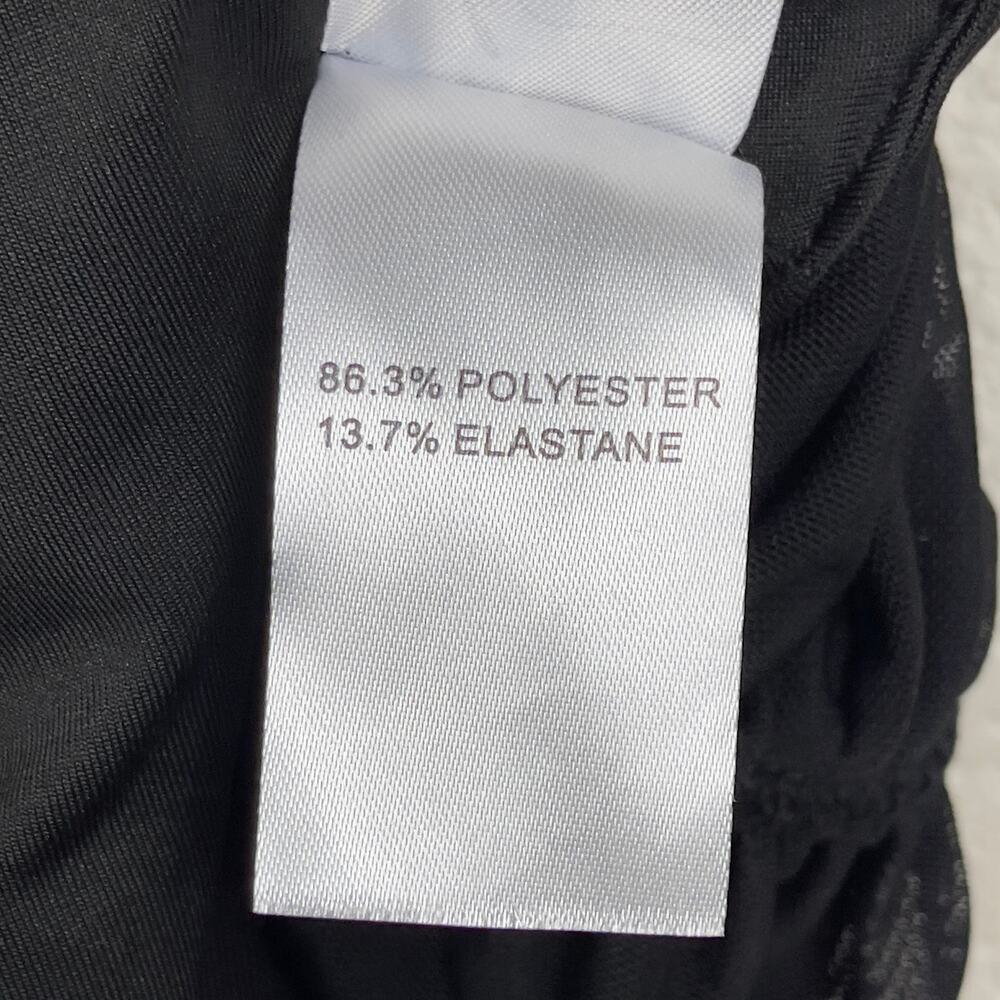 86.3% POLYESTER
13.7% ELASTANE